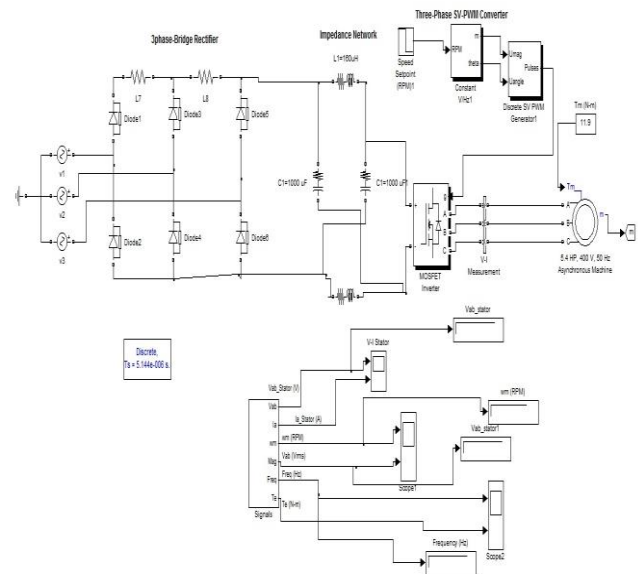 Three-Phase SV-PWM Converter
3phase-Bridge Rectifier
Impedance Network
L1=160uH
Speed
Setpoint
(RPM)1
RPM
m
theta
Constant
V/Hz1
Umag
Uangle
Pulses
Discrete SV PWM
Generator1
L7
L8
Diode1
Diode3
Diode5
Tm (N-m)
11.9
v1
v2
v3
C1=1000 uF
C1=1000 uF1
Diode2
Diode4
Diode6
+
-
A
B
C
MOSFET
Inverter
V-I
Measurement
Tm
A
B
C
m
m
5.4 HP, 400 V, 50 Hz
Asynchronous Machine
Discrete,
Ts = 5.144e-006 s.
Vab_stator
V-I Stator
Vab_Stator (V)
Vab
Ia_Stator (A)
Ia
wm (RPM)
wm (RPM)
wm
Vab_stator1
Vab (Vrms)
Mag
Scope1
Freq (Hz)
Freq
Te
Te (N-m)
Signals
Scope2
Frequency (Hz)